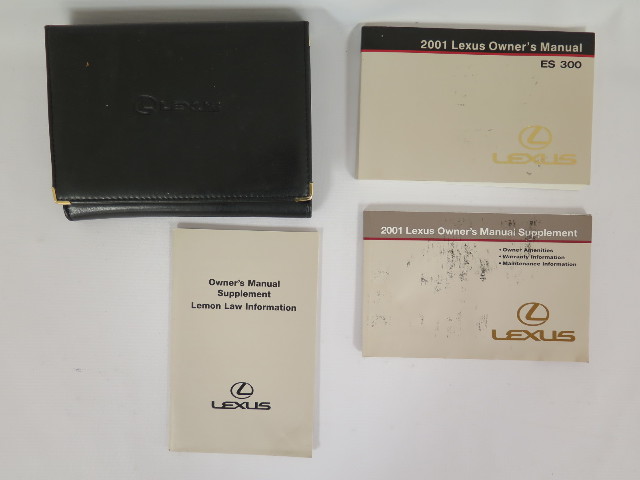 LEXUS
2001 Lexus Owner's Manual
ES 300
LEXUS
2001 Lexus Owner's Manual Supplement
• Owner Amenities
• Warranty Information
• Maintenance Information
LEXUS
Owner's Manual
Supplement
Lemon Law Information
LEXUS